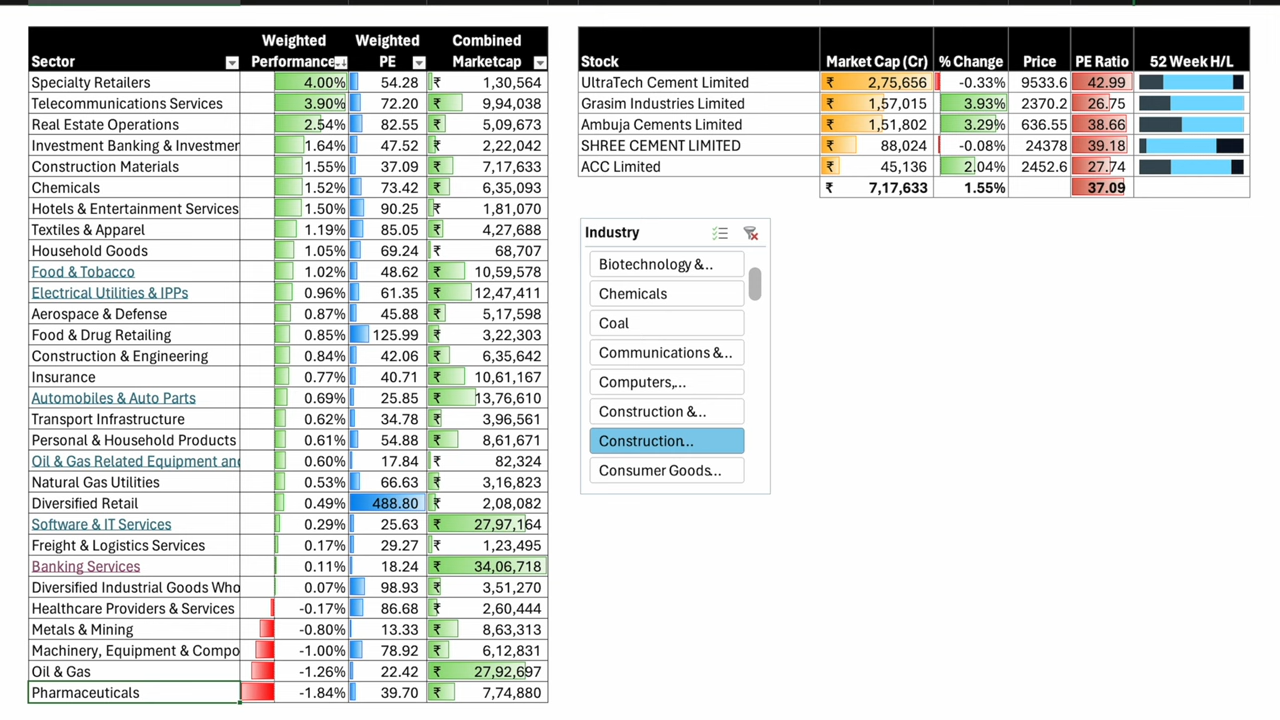 Sector Weighted Performance Weighted PE Combined Marketcap
Specialty Retailers 4.00% 54.28 ₹ 1,30,564
Telecommunications Services 3.90% 72.20 ₹ 9,94,038
Real Estate Operations 2.54% 82.55 ₹ 5,09,673
Investment Banking & Investmer 1.64% 47.52 ₹ 2,22,042
Construction Materials 1.55% 37.09 ₹ 7,17,633
Chemicals 1.52% 73.42 ₹ 6,35,093
Hotels & Entertainment Services 1.50% 90.25 ₹ 1,81,070
Textiles & Apparel 1.19% 85.05 ₹ 4,27,688
Household Goods 1.05% 69.24 ₹ 68,707
Food & Tobacco 1.02% 48.62 ₹ 10,59,578
Electrical Utilities & IPPs 0.96% 61.35 ₹ 12,47,411
Aerospace & Defense 0.87% 45.88 ₹ 5,17,598
Food & Drug Retailing 0.85% 125.99 ₹ 3,22,303
Construction & Engineering 0.84% 42.06 ₹ 6,35,642
Insurance 0.77% 40.71 ₹ 10,61,167
Automobiles & Auto Parts 0.69% 25.85 ₹ 13,76,610
Transport Infrastructure 0.62% 34.78 ₹ 3,96,561
Personal & Household Products 0.61% 54.88 ₹ 8,61,671
Oil & Gas Related Equipment and 0.60% 17.84 ₹ 82,324
Natural Gas Utilities 0.53% 66.63 ₹ 3,16,823
Diversified Retail 0.49% 488.80 ₹ 2,08,082
Software & IT Services 0.29% 25.63 ₹ 27,97,164
Freight & Logistics Services 0.17% 29.27 ₹ 1,23,495
Banking Services 0.11% 18.24 ₹ 34,06,718
Diversified Industrial Goods Who 0.07% 98.93 ₹ 3,51,270
Healthcare Providers & Services -0.17% 86.68 ₹ 2,60,444
Metals & Mining -0.80% 13.33 ₹ 8,63,313
Machinery, Equipment & Compo -1.00% 78.92 ₹ 6,12,831
Oil & Gas -1.26% 22.42 ₹ 27,92,697
Pharmaceuticals -1.84% 39.70 ₹ 7,74,880
Stock Market Cap (Cr) % Change Price PE Ratio 52 Week H/L
UltraTech Cement Limited ₹ 2,75,656 -0.33% 9533.6 42.99
Grasim Industries Limited ₹ 1,57,015 3.93% 2370.2 26.75
Ambuja Cements Limited ₹ 1,51,802 3.29% 636.55 38.66
SHREE CEMENT LIMITED ₹ 88,024 -0.08% 24378 39.18
ACC Limited ₹ 45,136 2.04% 2452.6 27.74
₹ 7,17,633 1.55% 37.09
Industry
Biotechnology &..
Chemicals
Coal
Communications &...
Computers,...
Construction &...
Construction...
Consumer Goods...